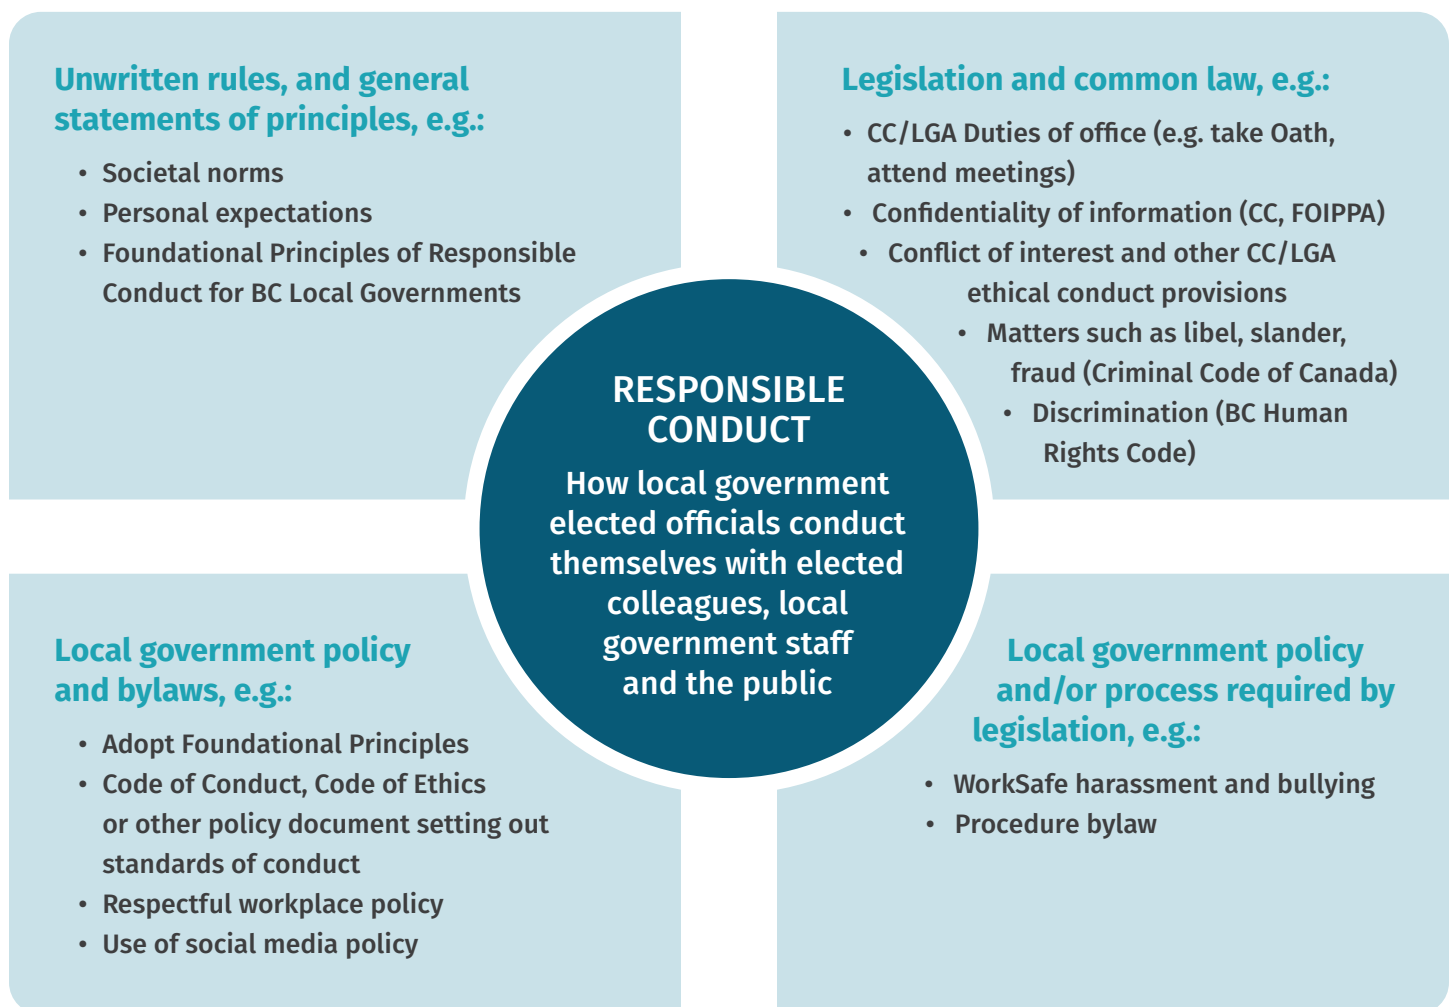 Unwritten rules, and general
statements of principles, e.g.:
• Societal norms
• Personal expectations
• Foundational Principles of Responsible
Conduct for BC Local Governments
Legislation and common law, e.g.:
• CC/LGA Duties of office (e.g. take Oath,
attend meetings)
• Confidentiality of information (CC, FOIPPA)
• Conflict of interest and other CC/LGA
ethical conduct provisions
• Matters such as libel, slander,
fraud (Criminal Code of Canada)
• Discrimination (BC Human
Rights Code)
RESPONSIBLE
CONDUCT
How local government
elected officials conduct
themselves with elected
colleagues, local
government staff
and the public
Local government policy
and bylaws, e.g.:
• Adopt Foundational Principles
• Code of Conduct, Code of Ethics
or other policy document setting out
standards of conduct
• Respectful workplace policy
• Use of social media policy
Local government policy
and/or process required by
legislation, e.g.:
• WorkSafe harassment and bullying
• Procedure bylaw